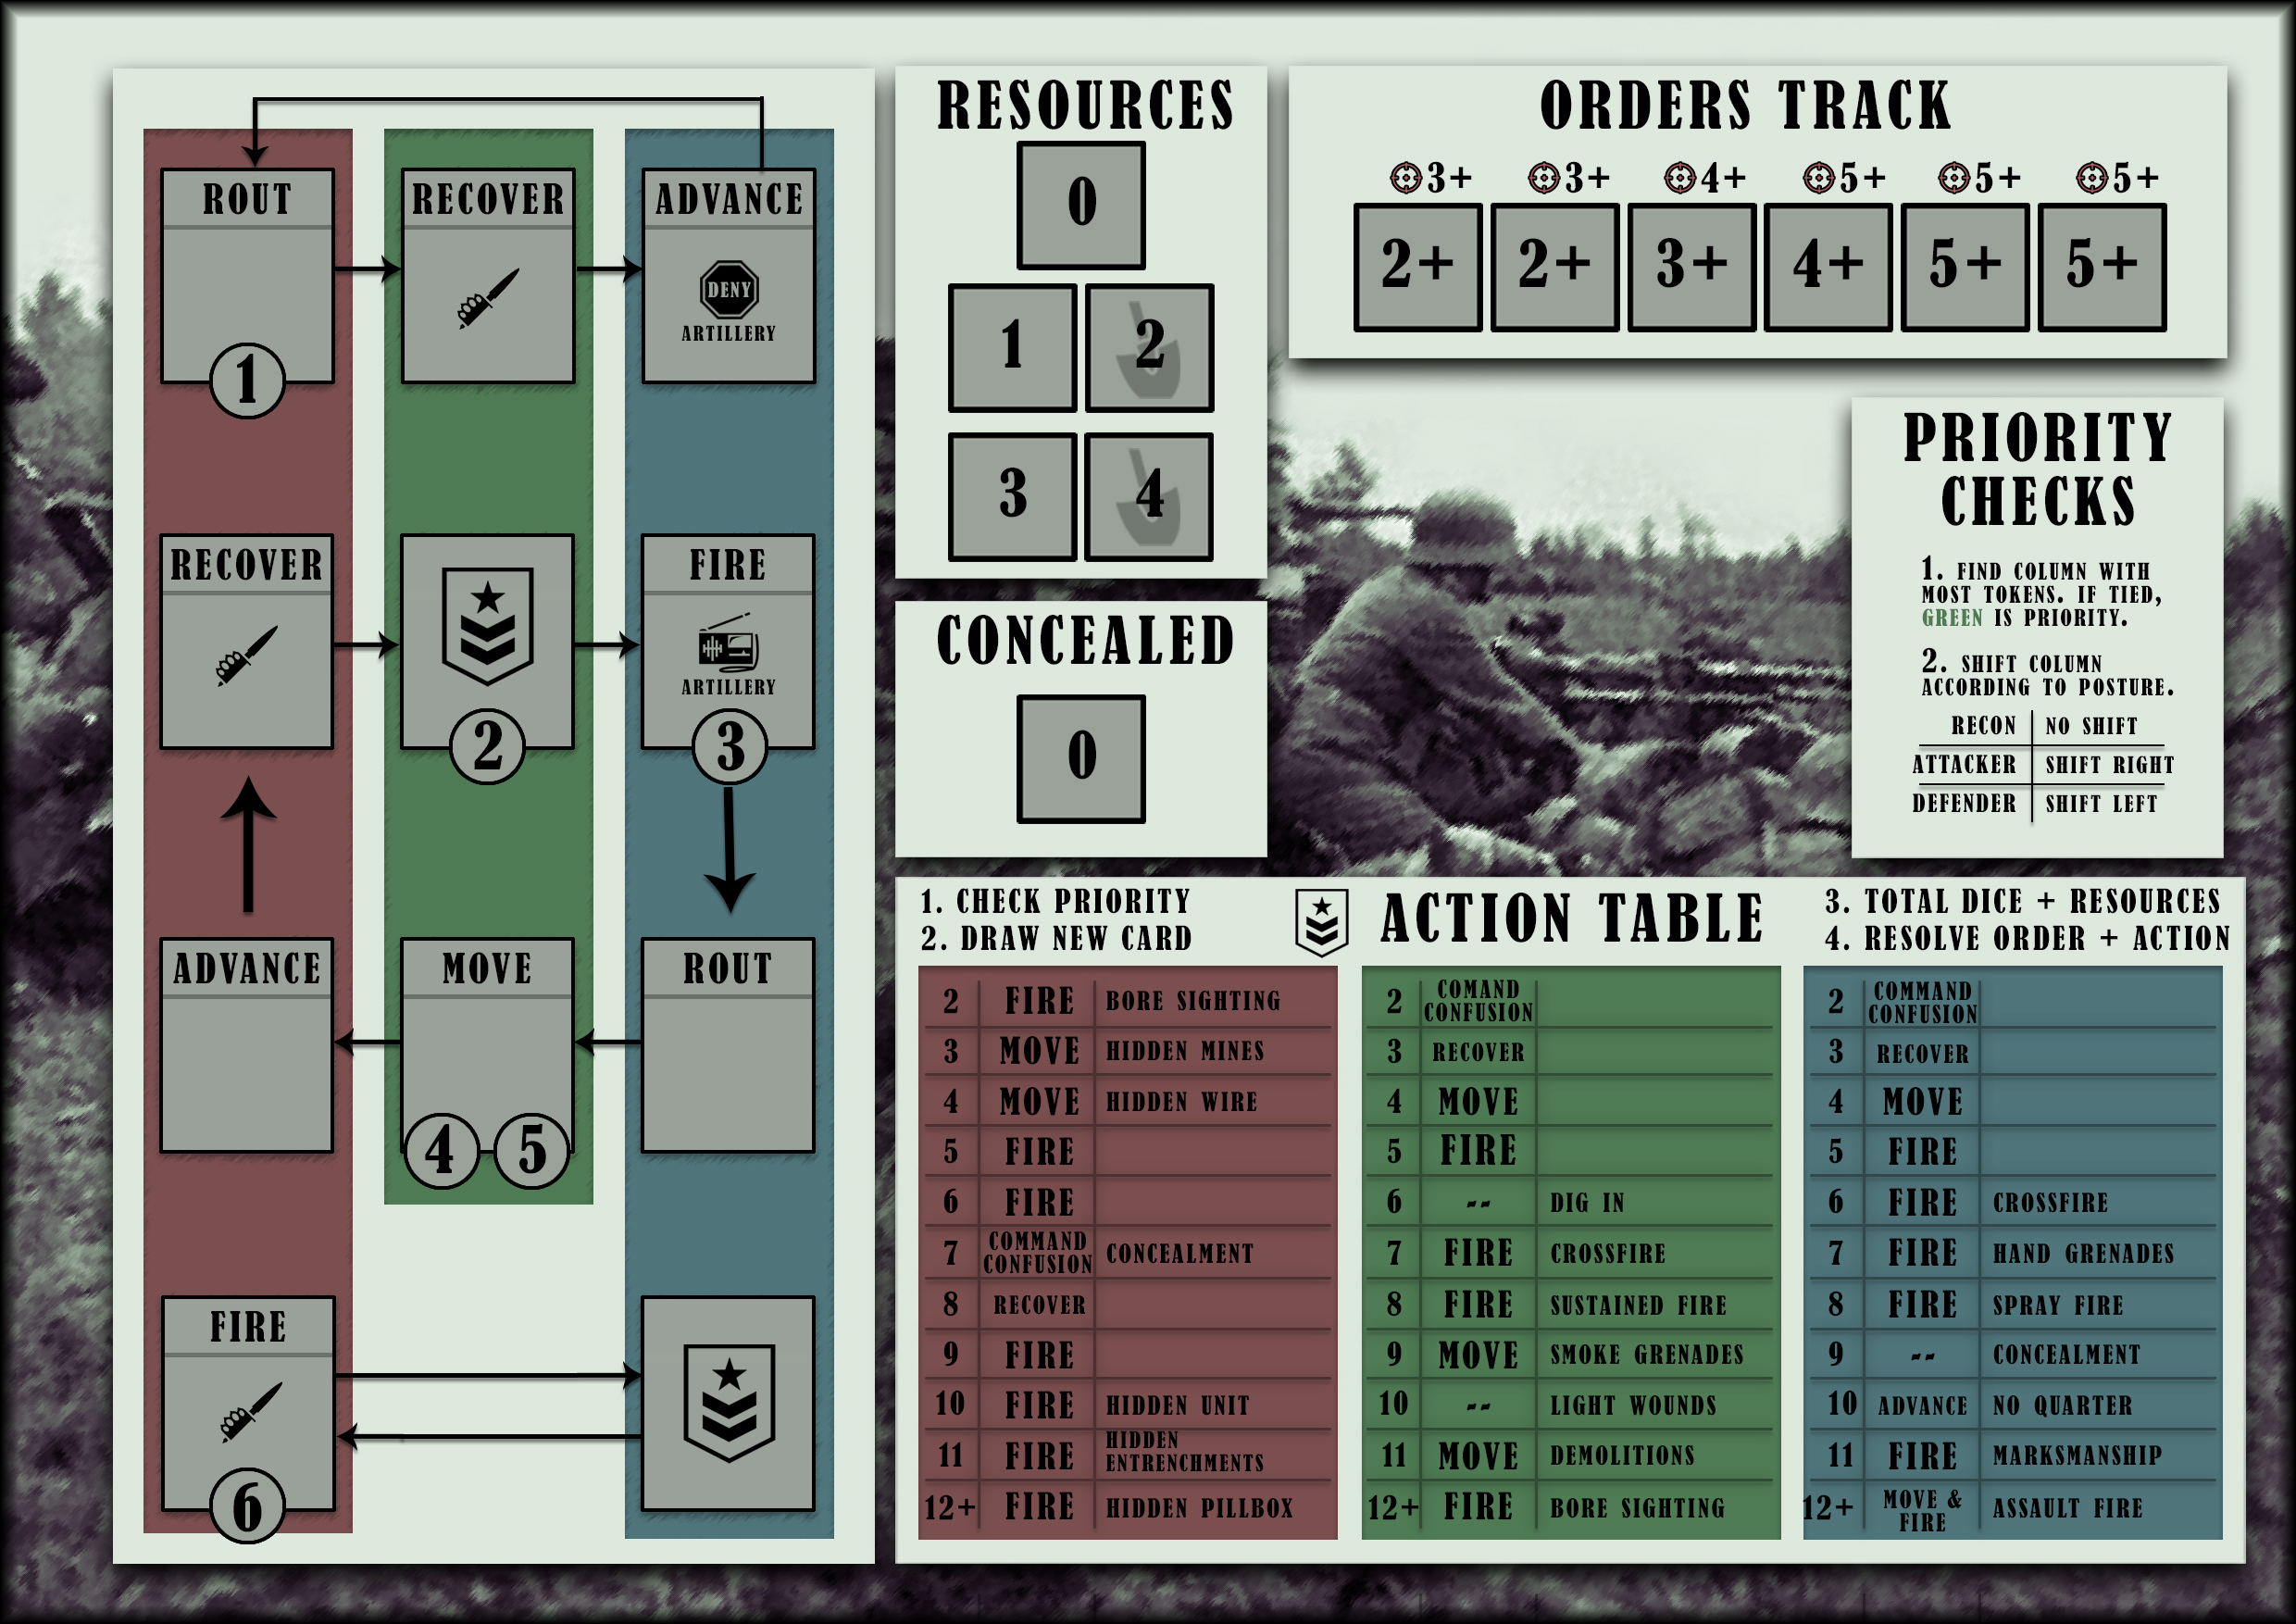 ROUT
RECOVER
ADVANCE
DENY
ARTILLERY
1
RECOVER
FIRE
ARTILLERY
2
3
ADVANCE
MOVE
ROUT
4
5
FIRE
6
RESOURCES
0
1
2
3
4
CONCEALED
0
ORDERS TRACK
3+
3+
4+
5+
5+
5+
2+
2+
3+
4+
5+
5+
PRIORITY
CHECKS
1. FIND COLUMN WITH
MOST TOKENS. IF TIED,
GREEN IS PRIORITY.
2. SHIFT COLUMN
ACCORDING TO POSTURE.
RECON NO SHIFT
ATTACKER SHIFT RIGHT
DEFENDER SHIFT LEFT
1. CHECK PRIORITY
2. DRAW NEW CARD
ACTION TABLE
3. TOTAL DICE + RESOURCES
4. RESOLVE ORDER + ACTION
2 FIRE BORE SIGHTING
3 MOVE HIDDEN MINES
4 MOVE HIDDEN WIRE
5 FIRE
6 FIRE
7 COMMAND
CONFUSION CONCEALMENT
8 RECOVER
9 FIRE
10 FIRE HIDDEN UNIT
11 FIRE HIDDEN
ENTRENCHMENTS
12+ FIRE HIDDEN PILLBOX
2 COMAND
CONFUSION
3 RECOVER
4 MOVE
5 FIRE
6 -- DIG IN
7 FIRE CROSSFIRE
8 FIRE SUSTAINED FIRE
9 MOVE SMOKE GRENADES
10 -- LIGHT WOUNDS
11 MOVE DEMOLITIONS
12+ FIRE BORE SIGHTING
2 COMMAND
CONFUSION
3 RECOVER
4 MOVE
5 FIRE
6 FIRE CROSSFIRE
7 FIRE HAND GRENADES
8 FIRE SPRAY FIRE
9 -- CONCEALMENT
10 ADVANCE NO QUARTER
11 FIRE MARKSMANSHIP
12+ MOVE &
FIRE ASSAULT FIRE